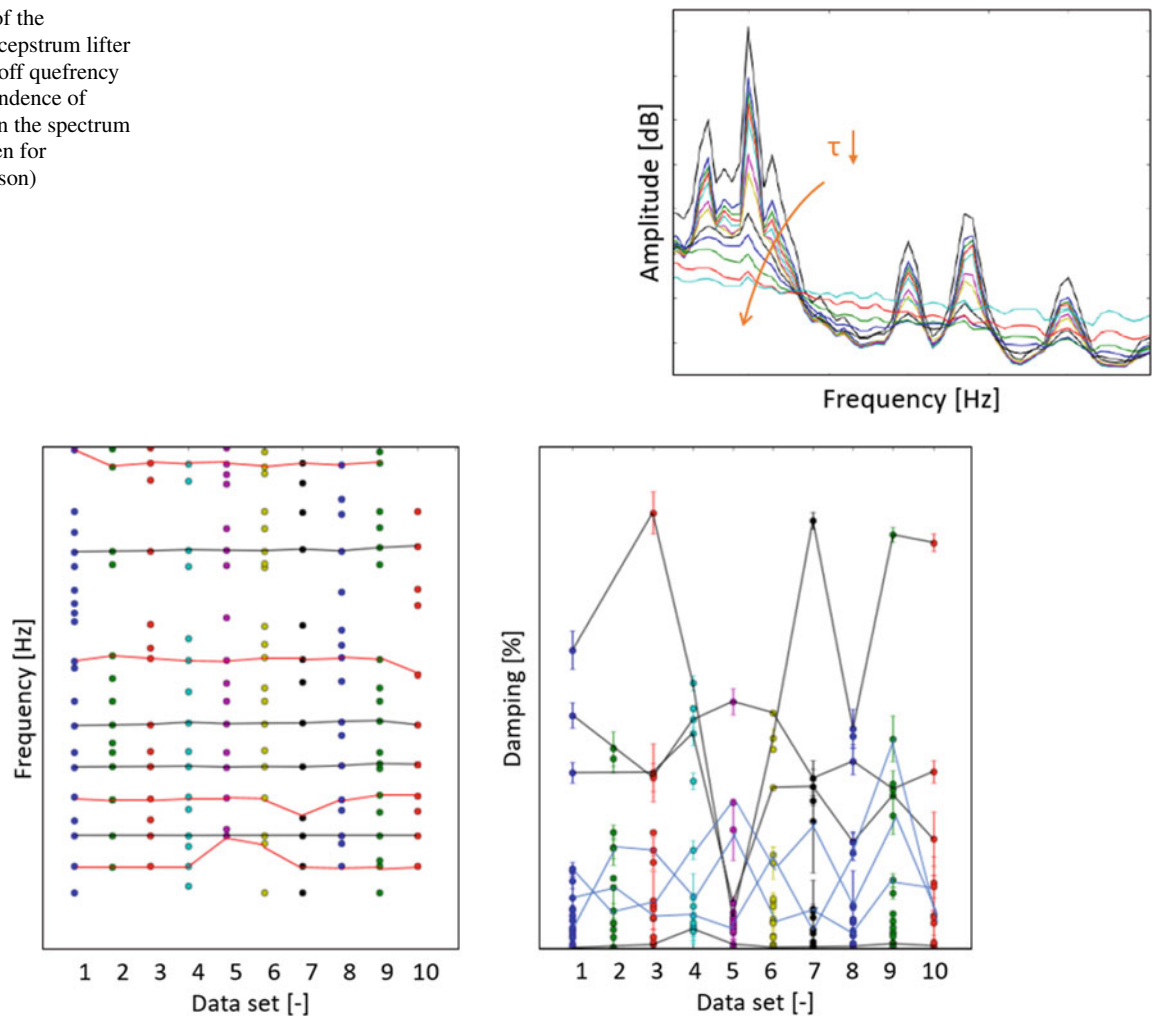 of the
cepstrum lifter
off quefrency
ndence of
n the spectrum
en for
son)
Amplitude [dB]
τ ↓
Frequency [Hz]
Frequency [Hz]
1 2 3 4 5 6 7 8 9 10
Data set [-]
Damping [%]
1 2 3 4 5 6 7 8 9 10
Data set [-]